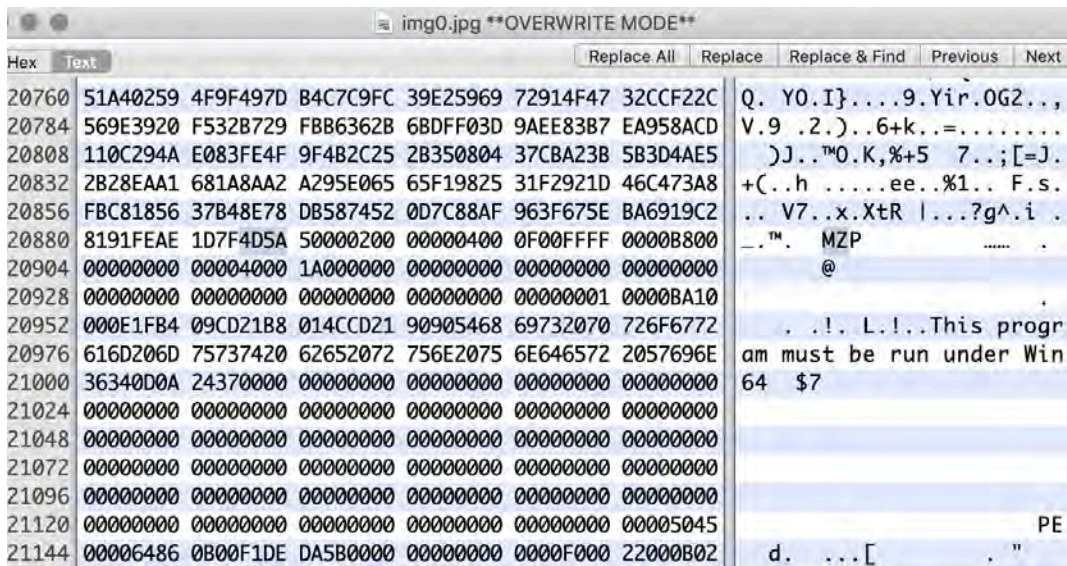 img0.jpg **OVERWRITE MODE**
Hex Text Replace All Replace Replace & Find Previous Next
20760 51A40259 4F9F497D B4C7C9FC 39E25969 72914F47 32CCF22C Q. YO.I}....9.Yir.OG2..,
20784 569E3920 F532B729 FBB6362B 6BDFF03D 9AEE83B7 EA958ACD V.9 .2.)..6+k..=........
20808 110C294A E083FE4F 9F4B2C25 2B350804 37CBA23B 5B3D4AE5 )J..™O.K,%+5 7..;[=J.
20832 2B28EAA1 681A8AA2 A295E065 65F19825 31F2921D 46C473A8 +(..h .....ee..%1.. F.s.
20856 FBC81856 37B48E78 DB587452 0D7C88AF 963F675E BA6919C2 .. V7..x.XtR |...?g^.i .
20880 8191FEAE 1D7F4D5A 50000200 00000400 0F00FFFF 0000B800 _.™. MZP ...... .
20904 00000000 00004000 1A000000 00000000 00000000 00000000 @
20928 00000000 00000000 00000000 00000000 00000001 0000BA10 .
20952 000E1FB4 09CD21B8 014CCD21 90905468 69732070 726F6772 . .!..L.!..This progr
20976 616D206D 75737420 62652072 756E2075 6E646572 2057696E am must be run under Win
21000 36340D0A 24370000 00000000 00000000 00000000 00000000 64 $7
21024 00000000 00000000 00000000 00000000 00000000 00000000
21048 00000000 00000000 00000000 00000000 00000000 00000000
21072 00000000 00000000 00000000 00000000 00000000 00000000
21096 00000000 00000000 00000000 00000000 00000000 00000000
21120 00000000 00000000 00000000 00000000 00000000 00005045 PE
21144 00006486 0B00F1DE DA5B0000 00000000 0000F000 22000B02 d. ...[ . "